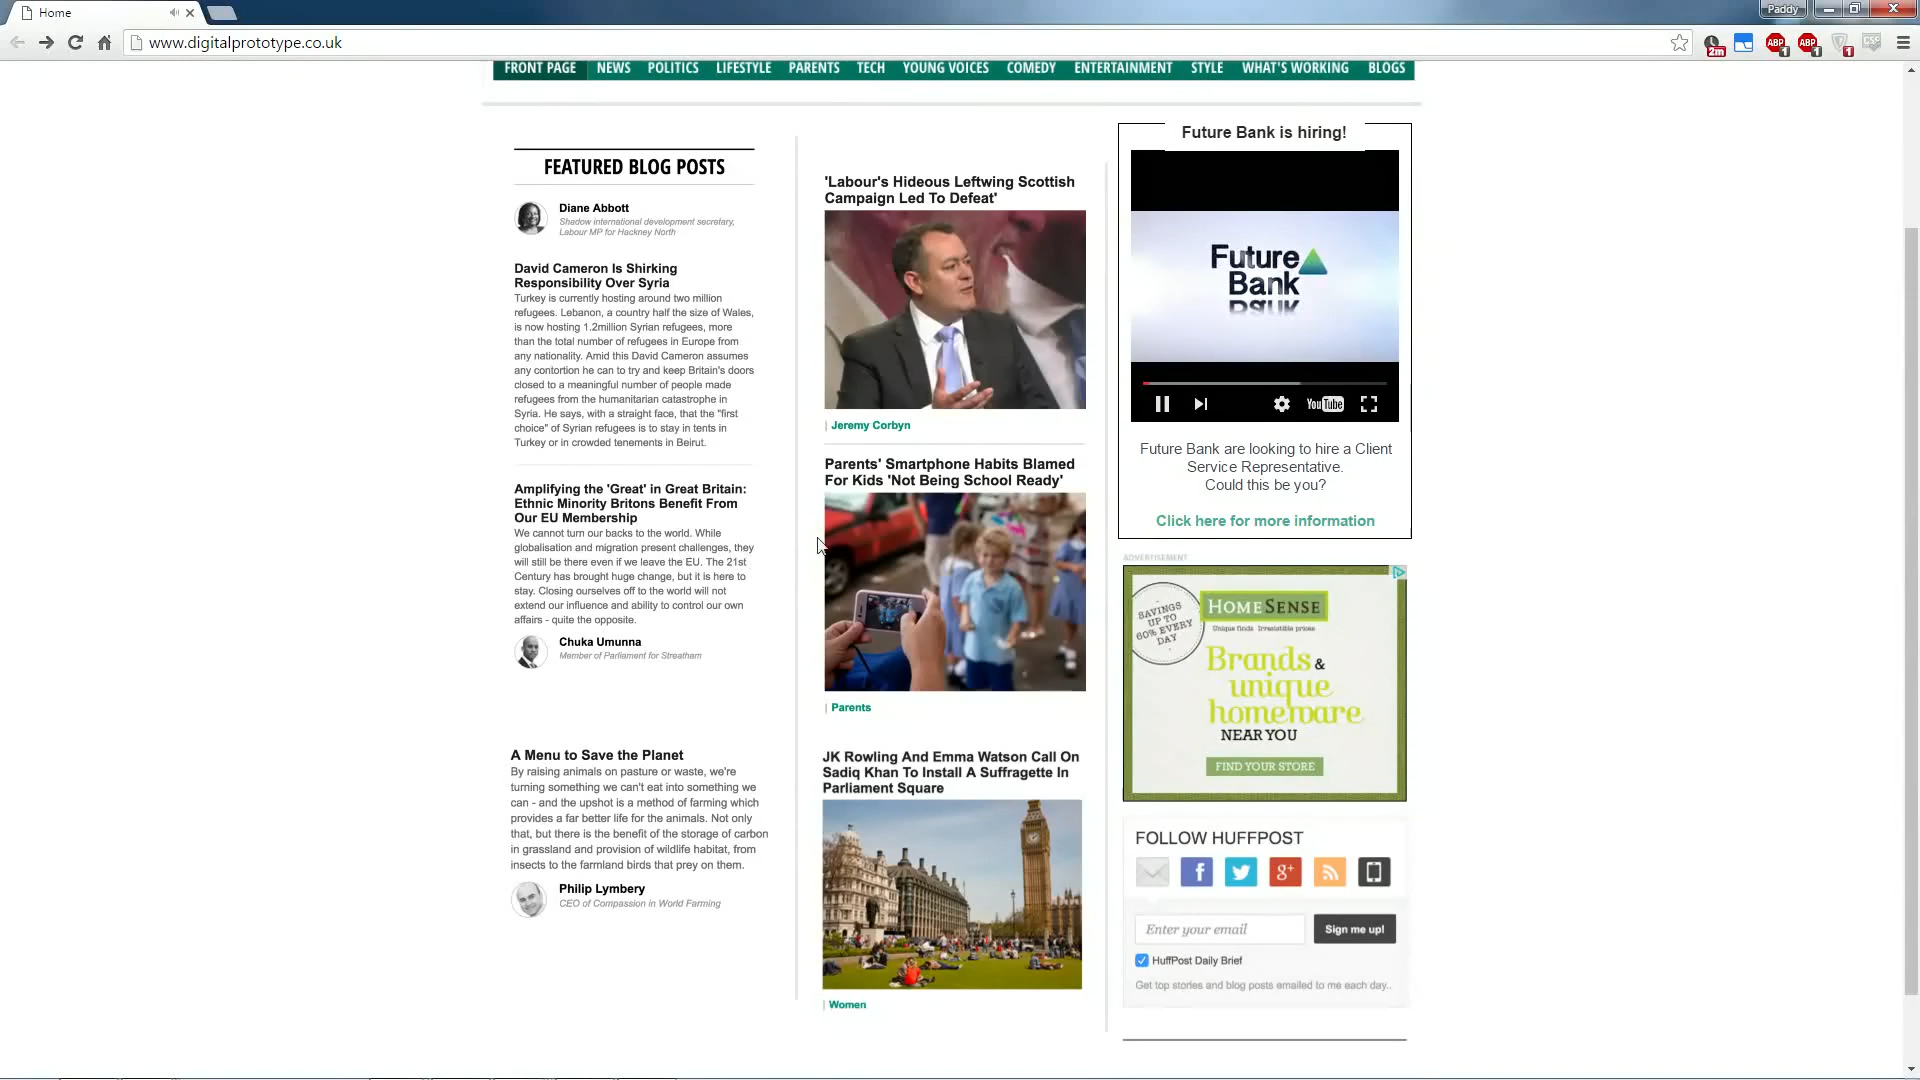 Home
Paddy
www.digitalprototype.co.uk
2m
ABP
1
ABP
1
1
CSS
FRONT PAGE NEWS POLITICS LIFESTYLE PARENTS TECH YOUNG VOICES COMEDY ENTERTAINMENT STYLE WHAT'S WORKING BLOGS
FEATURED BLOG POSTS
Diane Abbott
Shadow international development secretary,
Labour MP for Hackney North
David Cameron Is Shirking
Responsibility Over Syria
Turkey is currently hosting around two million
refugees. Lebanon, a country half the size of Wales,
is now hosting 1.2million Syrian refugees, more
than the total number of refugees in Europe from
any nationality. Amid this David Cameron assumes
any contortion he can to try and keep Britain's doors
closed to a meaningful number of people made
refugees from the humanitarian catastrophe in
Syria. He says, with a straight face, that the "first
choice" of Syrian refugees is to stay in tents in
Turkey or in crowded tenements in Beirut.
Amplifying the 'Great' in Great Britain:
Ethnic Minority Britons Benefit From
Our EU Membership
We cannot turn our backs to the world. While
globalisation and migration present challenges, they
will still be there even if we leave the EU. The 21st
Century has brought huge change, but it is here to
stay. Closing ourselves off to the world will not
extend our influence and ability to control our own
affairs - quite the opposite.
Chuka Umunna
Member of Parliament for Streatham
A Menu to Save the Planet
By raising animals on pasture or waste, we're
turning something we can't eat into something we
can - and the upshot is a method of farming which
provides a far better life for the animals. Not only
that, but there is the benefit of the storage of carbon
in grassland and provision of wildlife habitat, from
insects to the farmland birds that prey on them.
Philip Lymbery
CEO of Compassion in World Farming
'Labour's Hideous Leftwing Scottish
Campaign Led To Defeat'
| Jeremy Corbyn
Parents' Smartphone Habits Blamed
For Kids 'Not Being School Ready'
| Parents
JK Rowling And Emma Watson Call On
Sadiq Khan To Install A Suffragette In
Parliament Square
| Women
Future Bank is hiring!
Future
Bank
YouTube
Future Bank are looking to hire a Client
Service Representative.
Could this be you?
Click here for more information
ADVERTISEMENT
SAVINGS
UP TO
60% EVERY
DAY
HOMESENSE
Unique finds Irresistible prices
Brands &
unique
homeware
NEAR YOU
FIND YOUR STORE
FOLLOW HUFFPOST
Enter your email
Sign me up!
HuffPost Daily Brief
Get top stories and blog posts emailed to me each day..